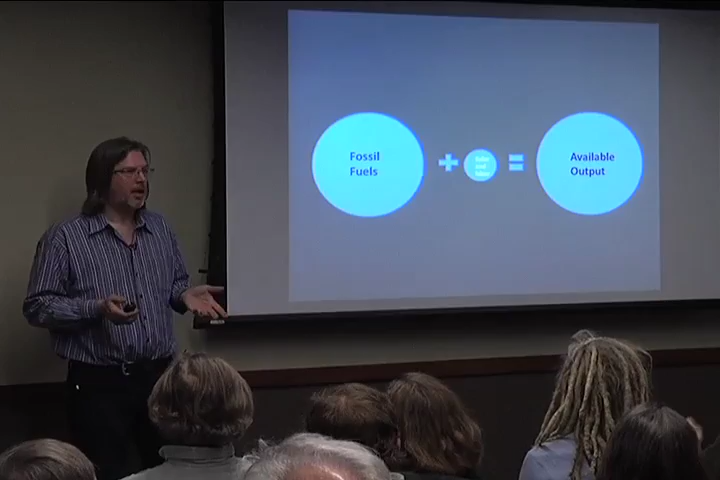 Fossil
Fuels
+
=
Available
Output